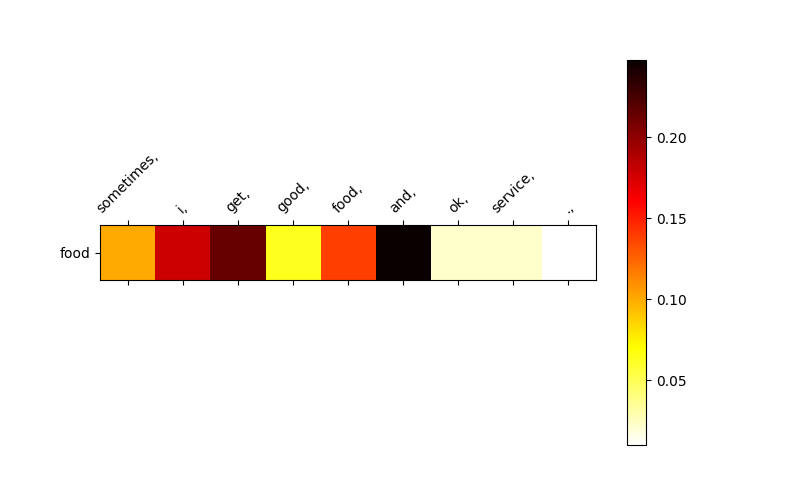 sometimes, i, get, good, food, and, ok, service, .,
food
0.20
0.15
0.10
0.05